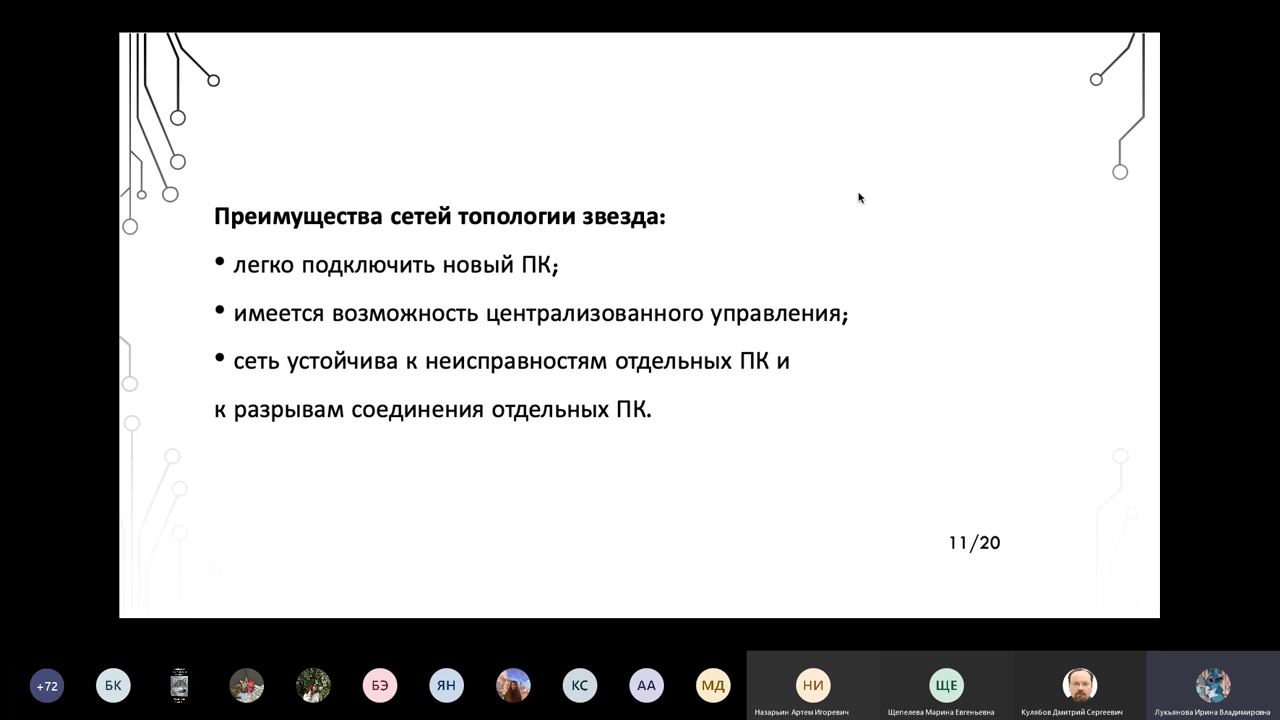 Преимущества сетей топологии звезда:
• легко подключить новый ПК;
• имеется возможность централизованного управления;
• сеть устойчива к неисправностям отдельных ПК и
к разрывам соединения отдельных ПК.
11/20
+72 БК БЭ ЯН КС АА МД НИ ЩЕ
Назарьин Артем Игоревич Щепелева Марина Евгеньевна Кулябов Дмитрий Сергеевич Лукьянова Ирина Владимировна